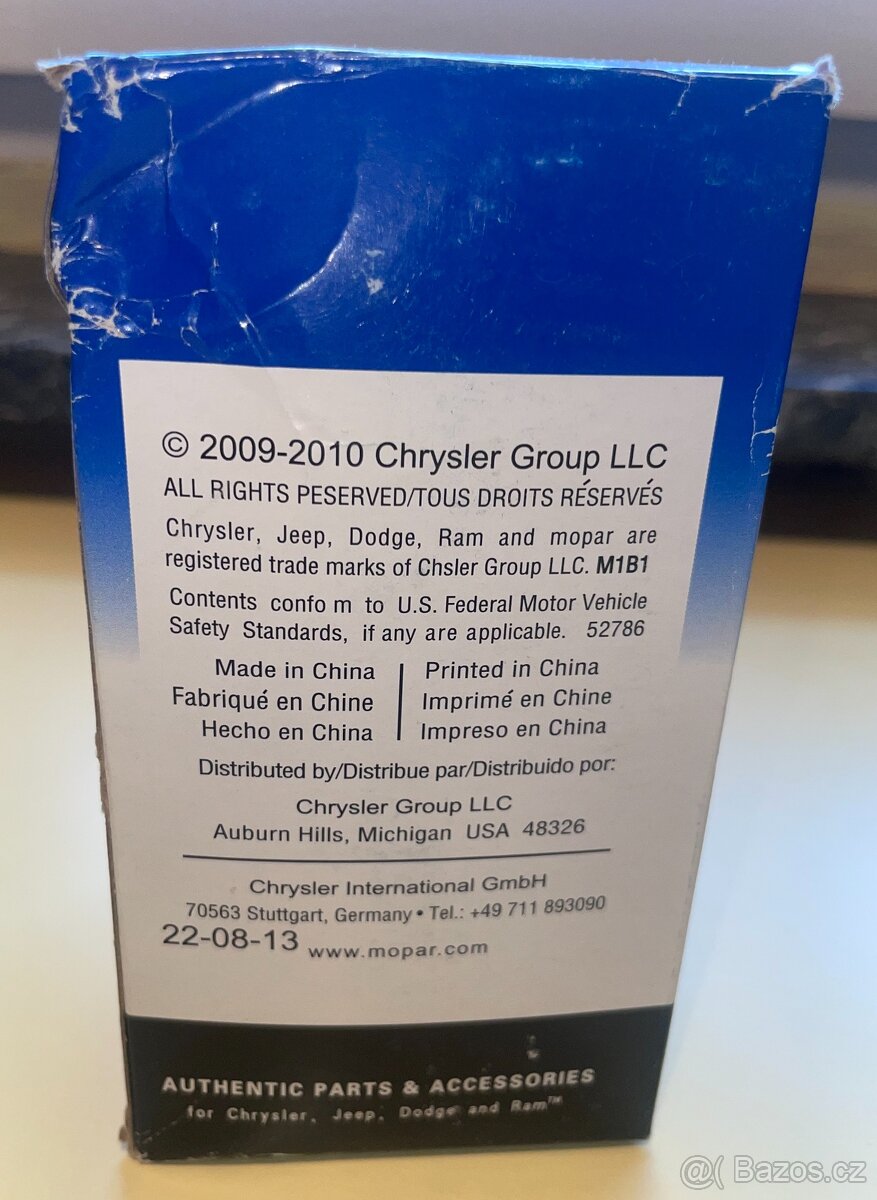 © 2009-2010 Chrysler Group LLC
ALL RIGHTS PESERVED/TOUS DROITS RÉSERVÉS
Chrysler, Jeep, Dodge, Ram and mopar are
registered trade marks of Chsler Group LLC. M1B1
Contents confo m to U.S. Federal Motor Vehicle
Safety Standards, if any are applicable. 52786
Made in China | Printed in China
Fabriqué en Chine | Imprimé en Chine
Hecho en China | Impreso en China
Distributed by/Distribue par/Distribuido por:
Chrysler Group LLC
Auburn Hills, Michigan USA 48326
Chrysler International GmbH
70563 Stuttgart, Germany • Tel.: +49 711 893090
22-08-13 www.mopar.com
AUTHENTIC PARTS & ACCESSORIES
for Chrysler, Jeep, Dodge and Ram™
@( Bazos.cz